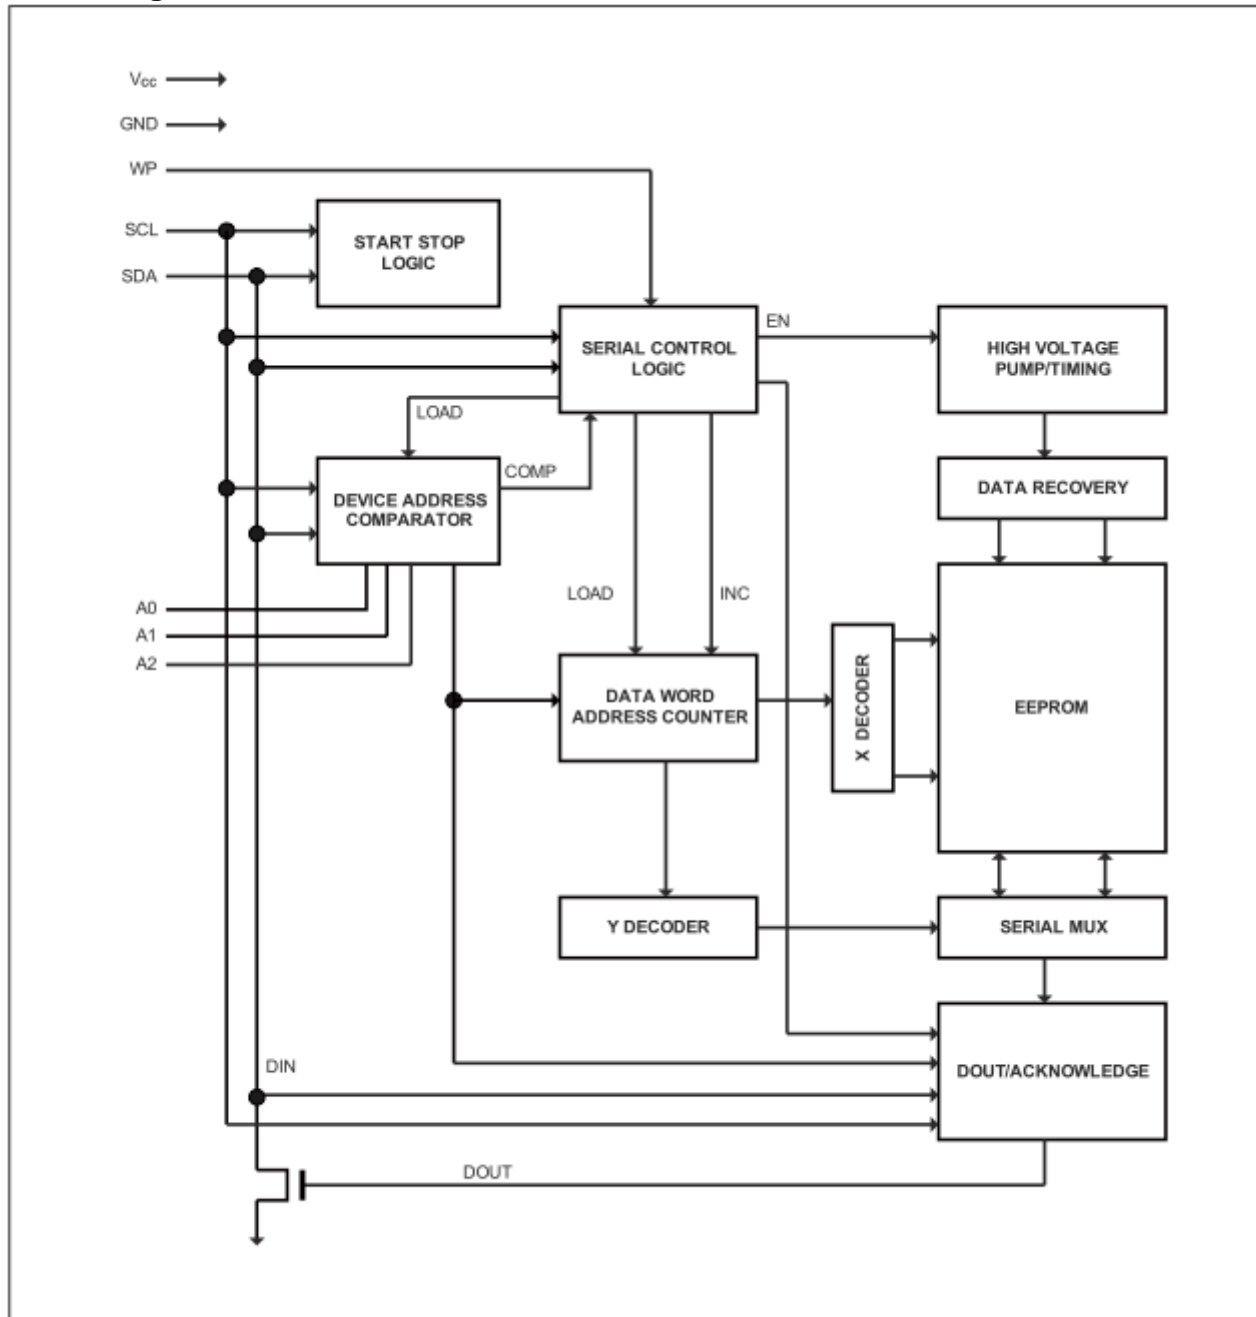 Vcc
GND
WP
SCL
SDA
START STOP
LOGIC
SERIAL CONTROL
LOGIC
EN
HIGH VOLTAGE
PUMP/TIMING
LOAD
COMP
DEVICE ADDRESS
COMPARATOR
DATA RECOVERY
A0
A1
A2
LOAD
INC
DATA WORD
ADDRESS COUNTER
X DECODER
EEPROM
Y DECODER
SERIAL MUX
DIN
DOUT/ACKNOWLEDGE
DOUT